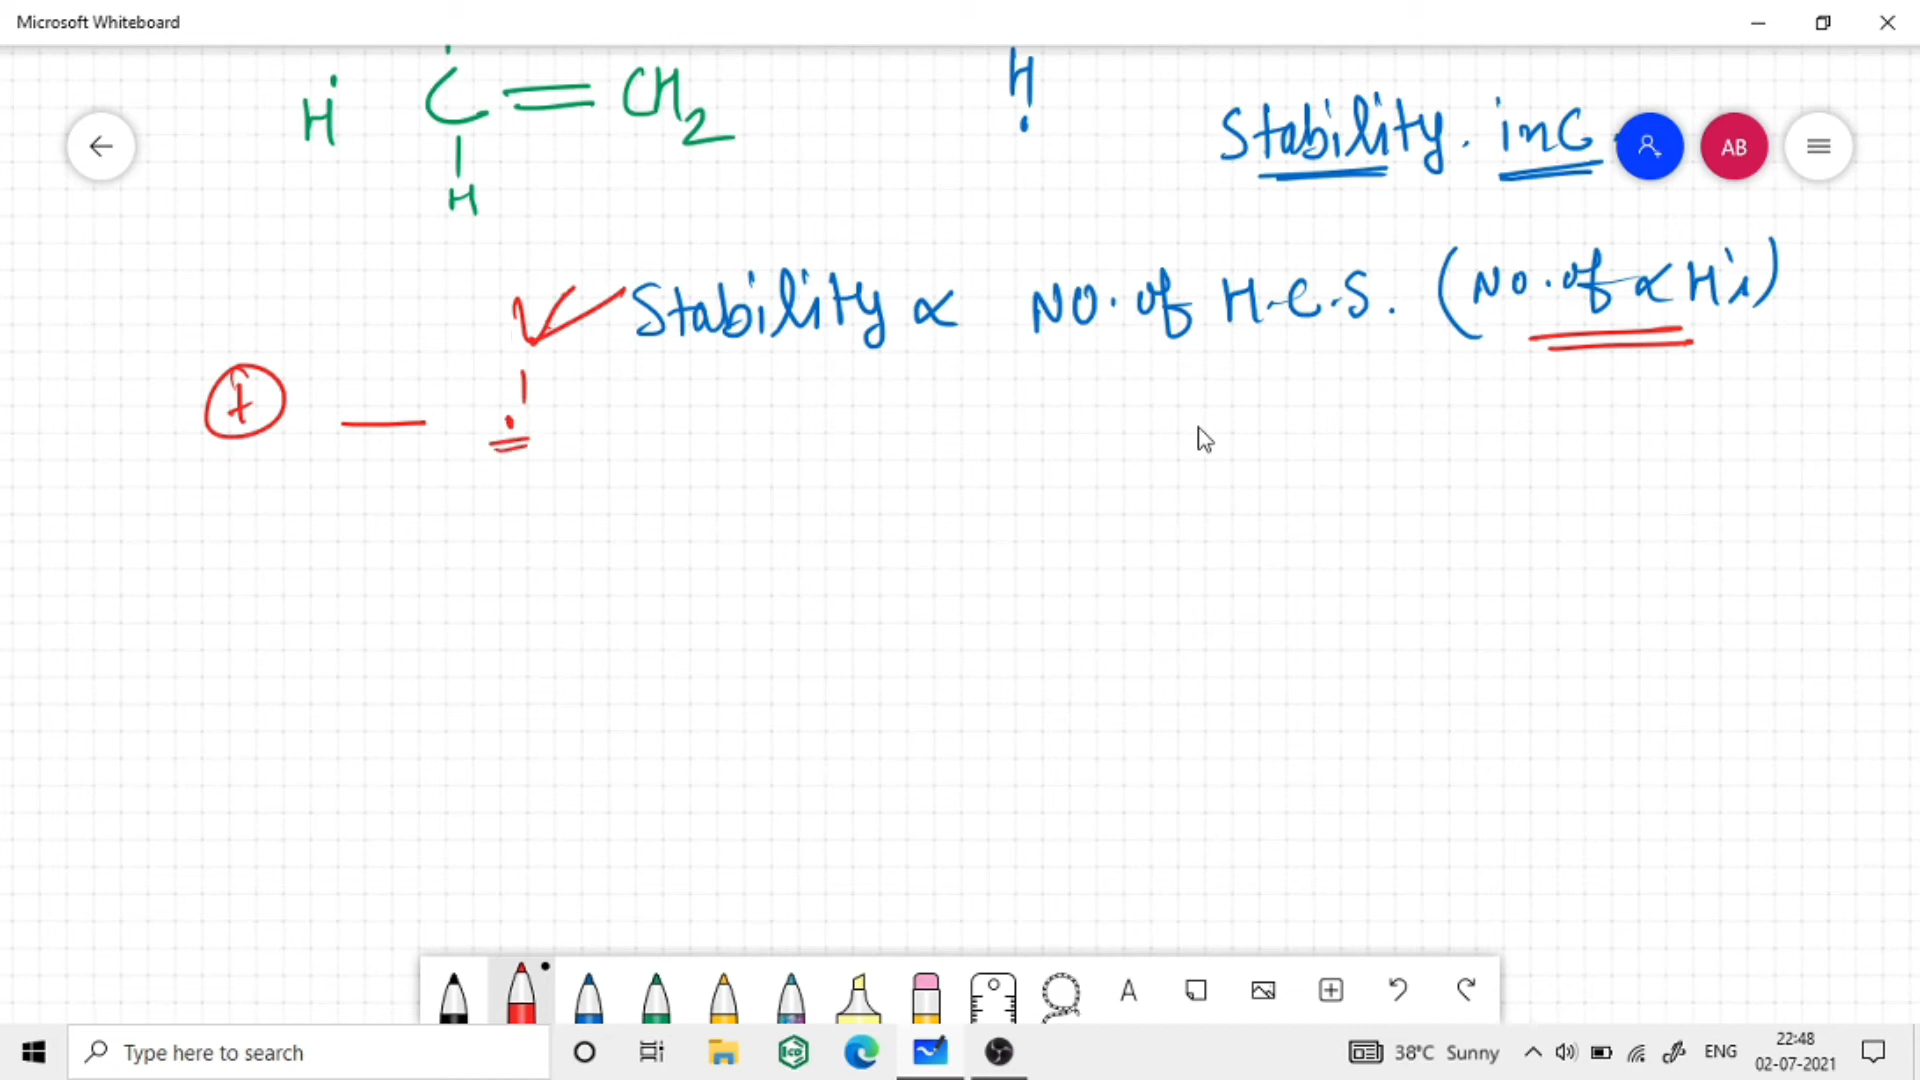 Microsoft Whiteboard
H
Ḣ C = CH2
H
Stability. inc
AB
Stability ∝ NO. of H.C.S. (NO. of ∝ H's)
+
A
Type here to search
38°C Sunny
ENG
22:48
02-07-2021